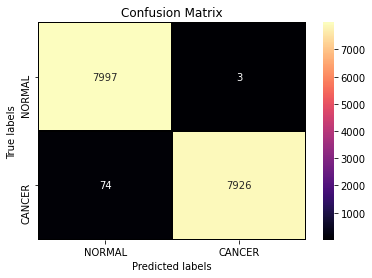 Confusion Matrix
True labels
NORMAL
CANCER
7997
3
74
7926
NORMAL
CANCER
Predicted labels
7000
6000
5000
4000
3000
2000
1000